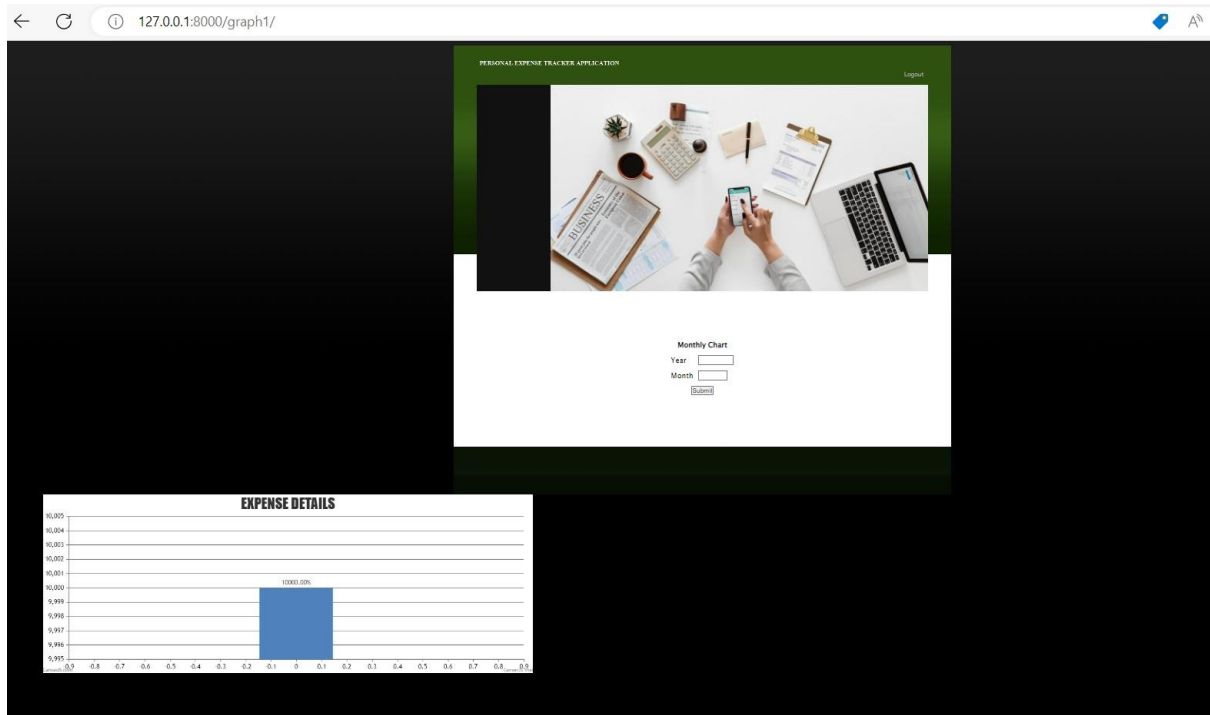 127.0.0.1:8000/graph1/
PERSONAL EXPENSE TRACKER APPLICATION
Logout
BUSINESS
Monthly Chart
Year
Month
Submit
EXPENSE DETAILS
10,005
10,004
10,003
10,002
10,001
10,000
9,999
9,998
9,997
9,996
9,995
10000.00%
-0.9 -0.8 -0.7 -0.6 -0.5 -0.4 -0.3 -0.2 -0.1 0 0.1 0.2 0.3 0.4 0.5 0.6 0.7 0.8 0.9